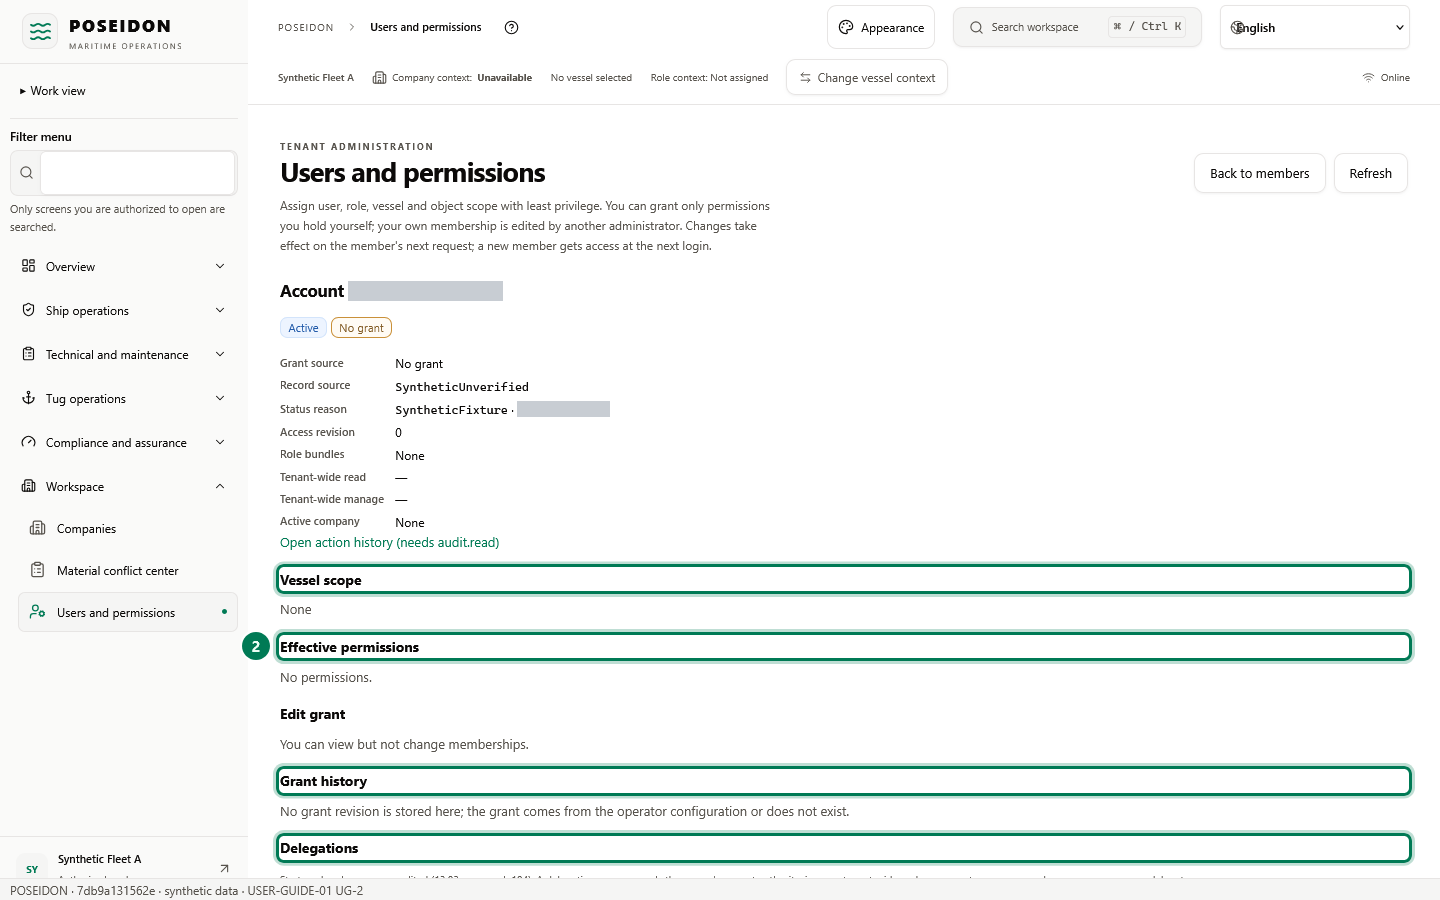 POSEIDON
MARITIME OPERATIONS
POSEIDON > Users and permissions
Appearance
Search workspace
⌘ / Ctrl K
English
Synthetic Fleet A
Company context: Unavailable
No vessel selected
Role context: Not assigned
Change vessel context
Online
▸ Work view
Filter menu
Only screens you are authorized to open are
searched.
Overview
Ship operations
Technical and maintenance
Tug operations
Compliance and assurance
Workspace
Companies
Material conflict center
Users and permissions
Synthetic Fleet A
SY
TENANT ADMINISTRATION
Users and permissions
Back to members
Refresh
Assign user, role, vessel and object scope with least privilege. You can grant only permissions
you hold yourself; your own membership is edited by another administrator. Changes take
effect on the member's next request; a new member gets access at the next login.
Account
Active
No grant
Grant source No grant
Record source SyntheticUnverified
Status reason SyntheticFixture ·
Access revision 0
Role bundles None
Tenant-wide read —
Tenant-wide manage —
Active company None
Open action history (needs audit.read)
Vessel scope
None
2
Effective permissions
No permissions.
Edit grant
You can view but not change memberships.
Grant history
No grant revision is stored here; the grant comes from the operator configuration or does not exist.
Delegations
POSEIDON · 7db9a131562e · synthetic data · USER-GUIDE-01 UG-2